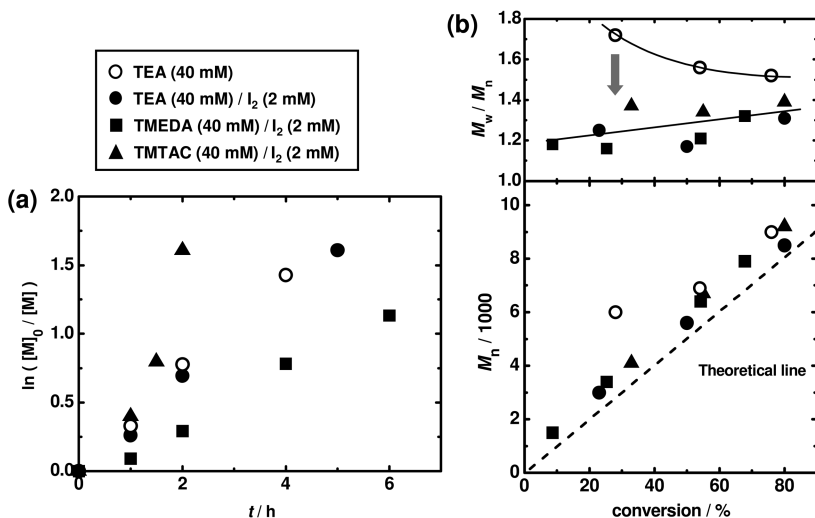 TEA (40 mM)
TEA (40 mM) / I2 (2 mM)
TMEDA (40 mM) / I2 (2 mM)
TMTAC (40 mM) / I2 (2 mM)
(a)
2.0
1.5
1.0
0.5
0.0
ln ( [M]0 / [M] )
0
2
4
6
t / h
(b)
1.8
1.6
1.4
1.2
1.0
Mw / Mn
10
8
6
4
2
0
Mn / 1000
Theoretical line
0
20
40
60
80
conversion / %